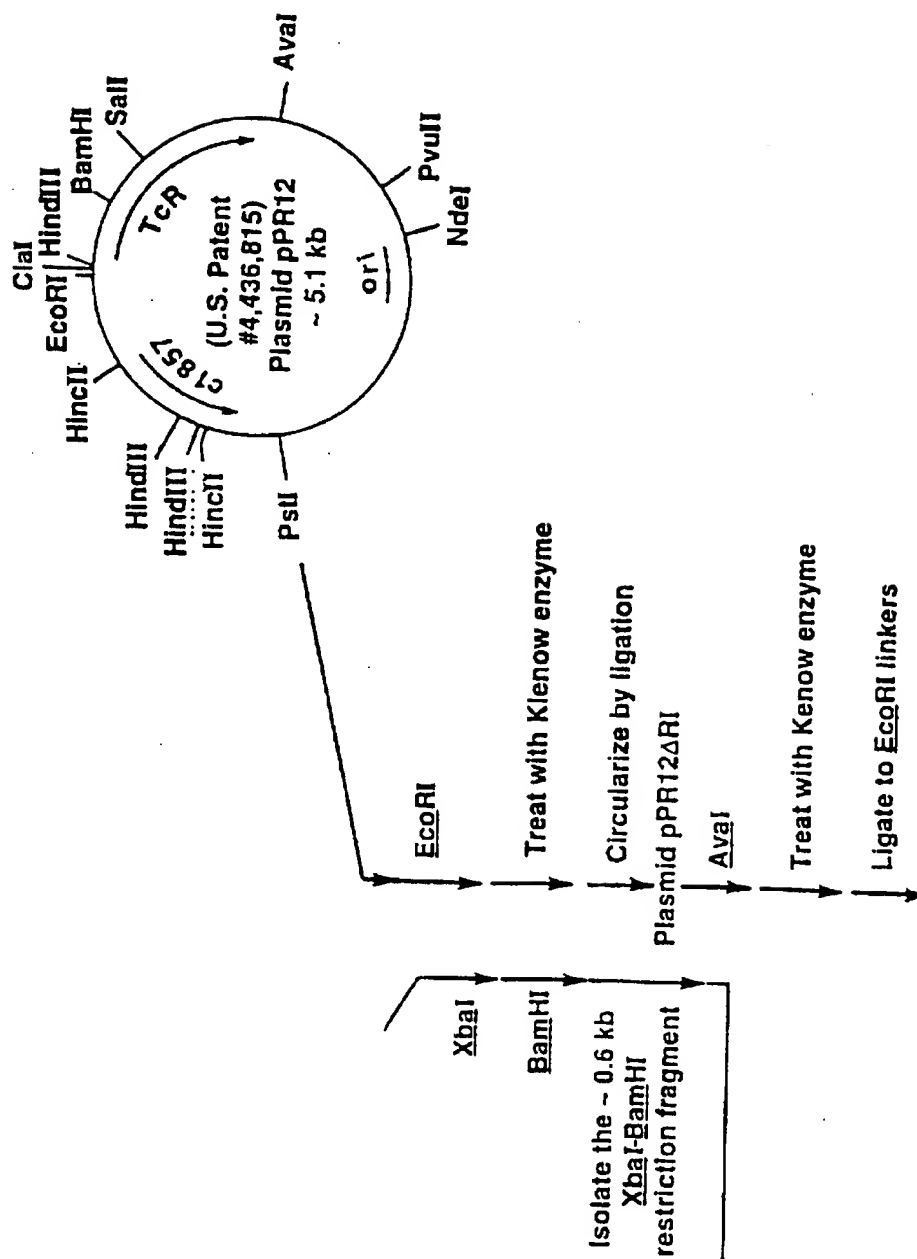 ClaI
EcoRI
HindIII
BamHI
SalI
AvaI
PvuII
NdeI
HincII
HindIII
HindIII
HincII
PstI
TcR
c1857
(U.S. Patent
#4,436,815)
Plasmid pPR12
~ 5.1 kb
ori
XbaI
BamHI
Isolate the ~ 0.6 kb
XbaI-BamHI
restriction fragment
EcoRI
Treat with Klenow enzyme
Circularize by ligation
Plasmid pPR12ΔRI
AvaI
Treat with Kenow enzyme
Ligate to EcoRI linkers